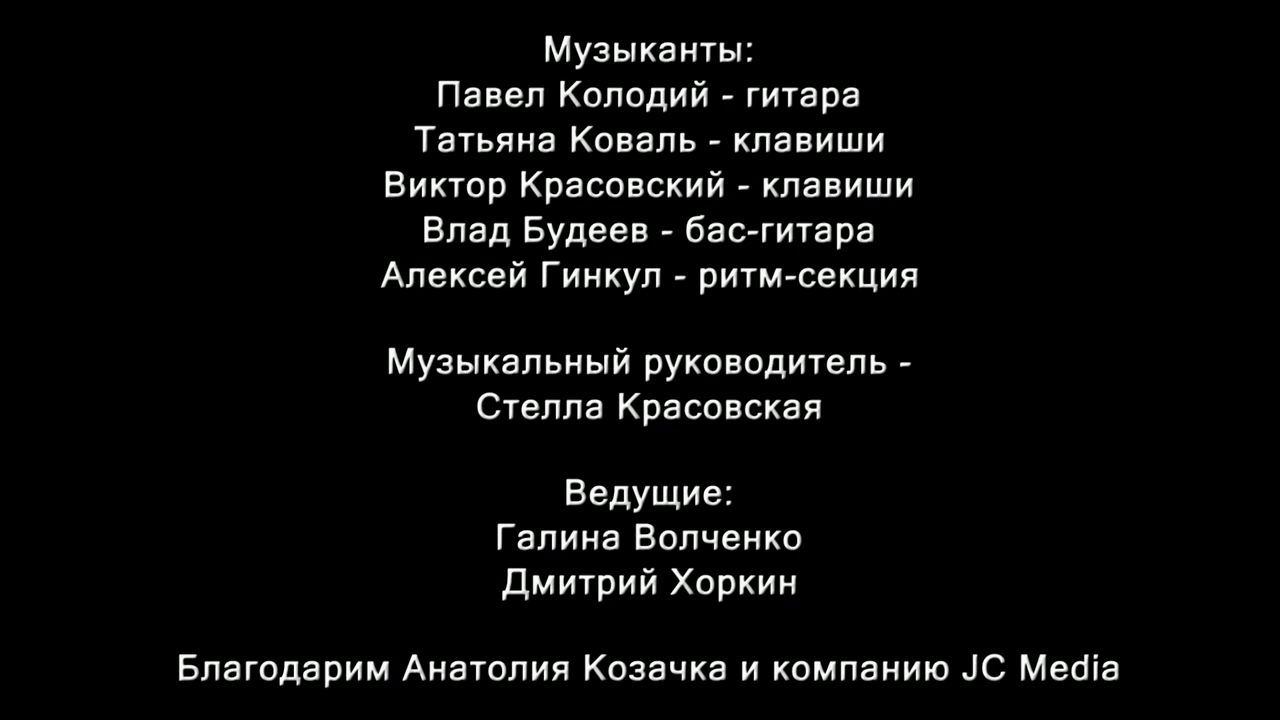 Музыканты:
Павел Колодий - гитара
Татьяна Коваль - клавиши
Виктор Красовский - клавиши
Влад Будеев - бас-гитара
Алексей Гинкул - ритм-секция
Музыкальный руководитель -
Стелла Красовская
Ведущие:
Галина Волченко
Дмитрий Хоркин
Благодарим Анатолия Козачка и компанию JC Media